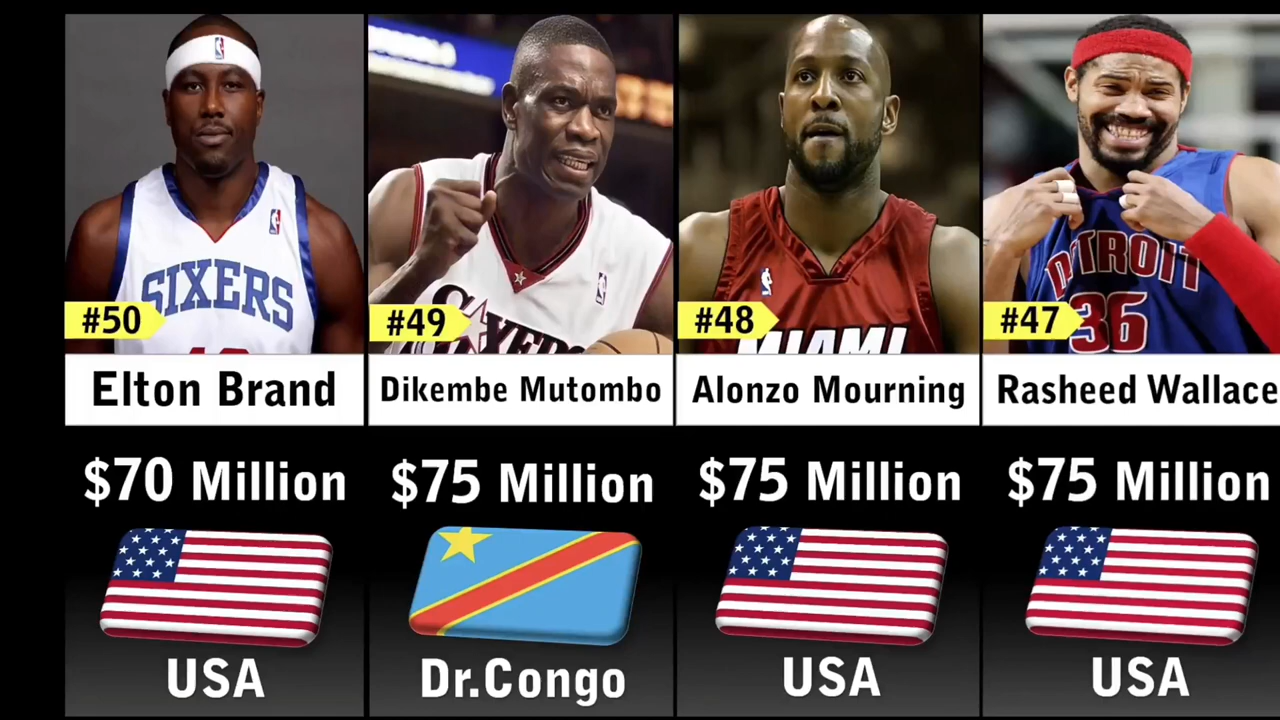 SIXERS
#50
Elton Brand
$70 Million
USA
#49
Dikembe Mutombo
$75 Million
Dr.Congo
MIAMI
#48
Alonzo Mourning
$75 Million
USA
DETROIT
36
#47
Rasheed Wallace
$75 Million
USA